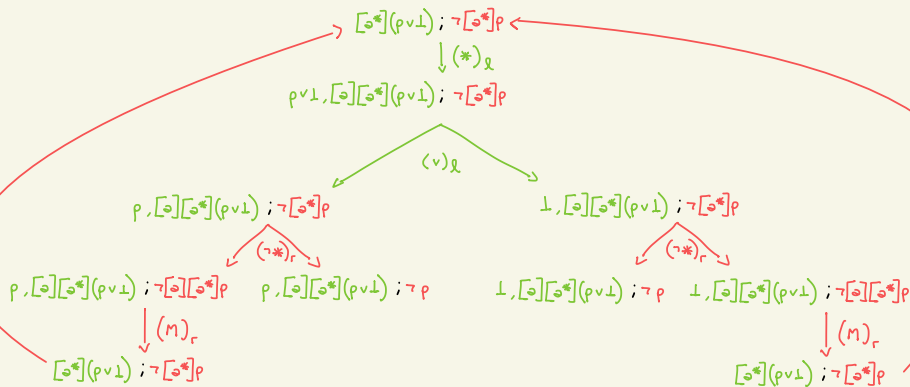 [a*](p∨⊥) ; ¬[a*]p
(*)ℓ
p∨⊥, [a][a*](p∨⊥) ; ¬[a*]p
(∨)ℓ
p, [a][a*](p∨⊥) ; ¬[a*]p
⊥, [a][a*](p∨⊥) ; ¬[a*]p
(¬*)r
(¬*)r
p, [a][a*](p∨⊥) ; ¬[a][a*]p
p, [a][a*](p∨⊥) ; ¬p
⊥, [a][a*](p∨⊥) ; ¬p
⊥, [a][a*](p∨⊥) ; ¬[a][a*]p
(M)r
(M)r
[a*](p∨⊥) ; ¬[a*]p
[a*](p∨⊥) ; ¬[a*]p